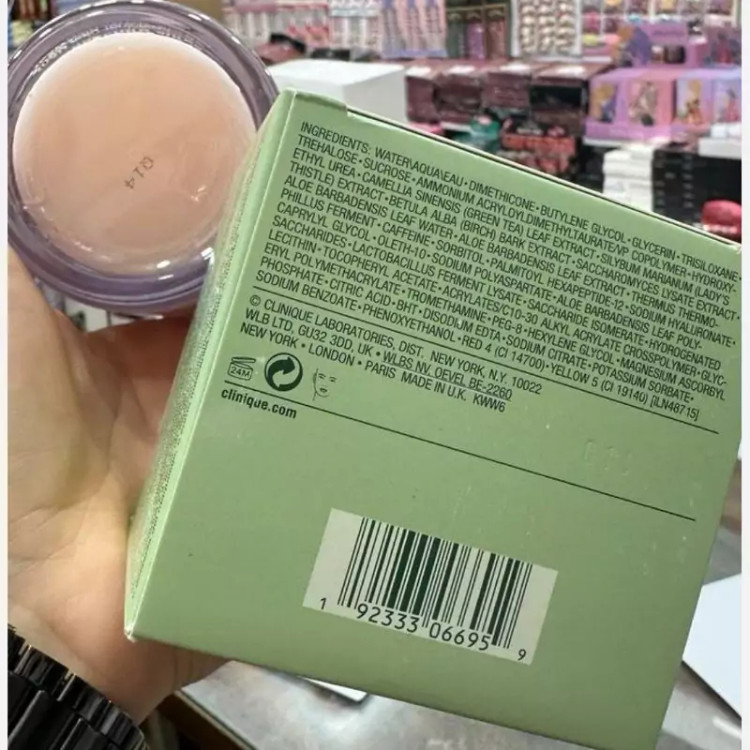 Q14
INGREDIENTS: WATER\AQUA\EAU • DIMETHICONE • BUTYLENE GLYCOL • GLYCERIN • TRISILOXANE •
TREHALOSE • SUCROSE • AMMONIUM ACRYLOYLDIMETHYLTAURATE/VP COPOLYMER • HYDROXY-
ETHYL UREA • CAMELLIA SINENSIS (GREEN TEA) LEAF EXTRACT • SILYBUM MARIANUM (LADY'S
THISTLE) EXTRACT • BETULA ALBA (BIRCH) BARK EXTRACT • SACCHAROMYCES LYSATE EXTRACT •
ALOE BARBADENSIS LEAF WATER • ALOE BARBADENSIS LEAF EXTRACT • THERMUS THERMO-
PHILLUS FERMENT • CAFFEINE • SORBITOL • PALMITOYL HEXAPEPTIDE-12 • SODIUM HYALURONATE •
CAPRYLYL GLYCOL • OLETH-10 • SODIUM POLYASPARTATE • ALOE BARBADENSIS LEAF POLY-
SACCHARIDES • LACTOBACILLUS FERMENT LYSATE • SACCHARIDE ISOMERATE • HYDROGENATED
LECITHIN • TOCOPHERYL ACETATE • ACRYLATES/C10-30 ALKYL ACRYLATE CROSSPOLYMER • GLYC-
ERYL POLYMETHACRYLATE • TROMETHAMINE • PEG-8 • HEXYLENE GLYCOL • MAGNESIUM ASCORBYL
PHOSPHATE • CITRIC ACID • BHT • DISODIUM EDTA • SODIUM CITRATE • POTASSIUM SORBATE •
SODIUM BENZOATE • PHENOXYETHANOL • RED 4 (CI 14700) • YELLOW 5 (CI 19140) [ILN48715]
© CLINIQUE LABORATORIES, DIST. NEW YORK, N.Y. 10022
WLB LTD, GU32 3DD, UK • WLBS NV. OEVEL BE-2260
NEW YORK • LONDON • PARIS MADE IN U.K. KWW6
24M
clinique.com
1 92333 06695 9